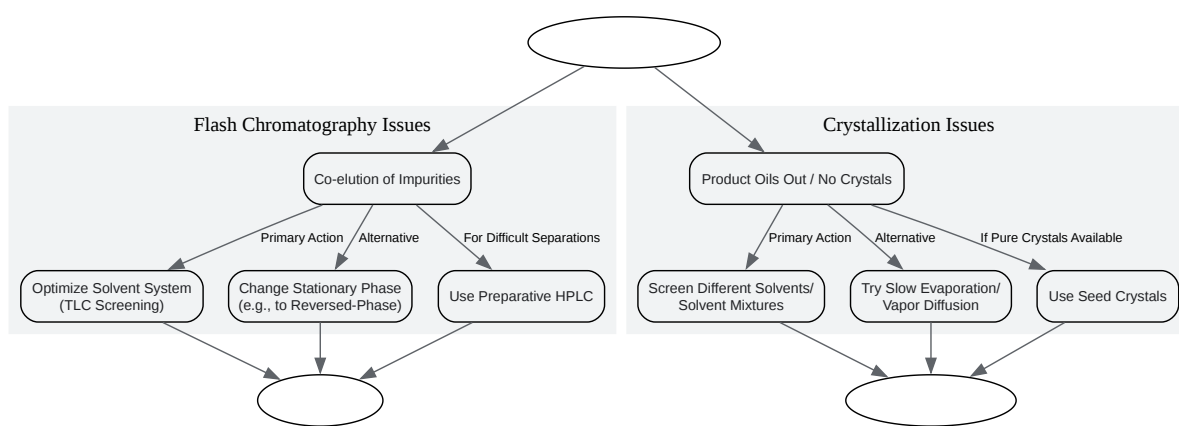 Flash Chromatography Issues
Crystallization Issues
Co-elution of Impurities
Product Oils Out / No Crystals
Primary Action
Alternative
For Difficult Separations
Primary Action
Alternative
If Pure Crystals Available
Optimize Solvent System
(TLC Screening)
Change Stationary Phase
(e.g., to Reversed-Phase)
Use Preparative HPLC
Screen Different Solvents/
Solvent Mixtures
Try Slow Evaporation/
Vapor Diffusion
Use Seed Crystals